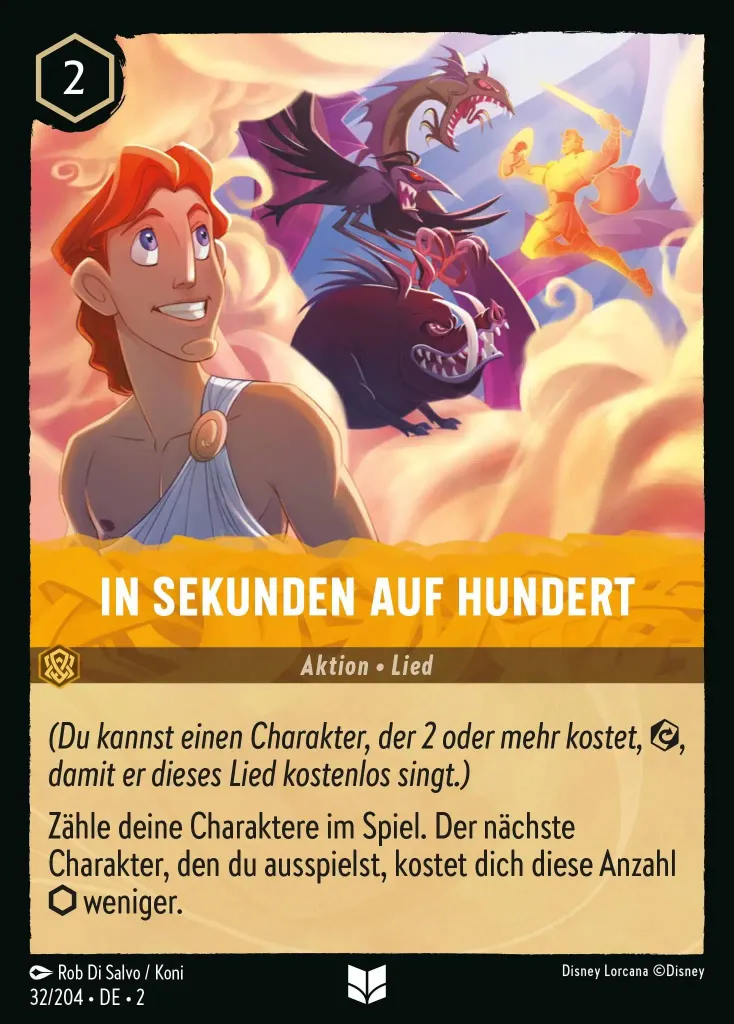 2
IN SEKUNDEN AUF HUNDERT
Aktion • Lied
(Du kannst einen Charakter, der 2 oder mehr kostet, ,
damit er dieses Lied kostenlos singt.)
Zähle deine Charaktere im Spiel. Der nächste
Charakter, den du ausspielst, kostet dich diese Anzahl
weniger.
Rob Di Salvo / Koni
Disney Lorcana ©Disney
32/204 • DE • 2